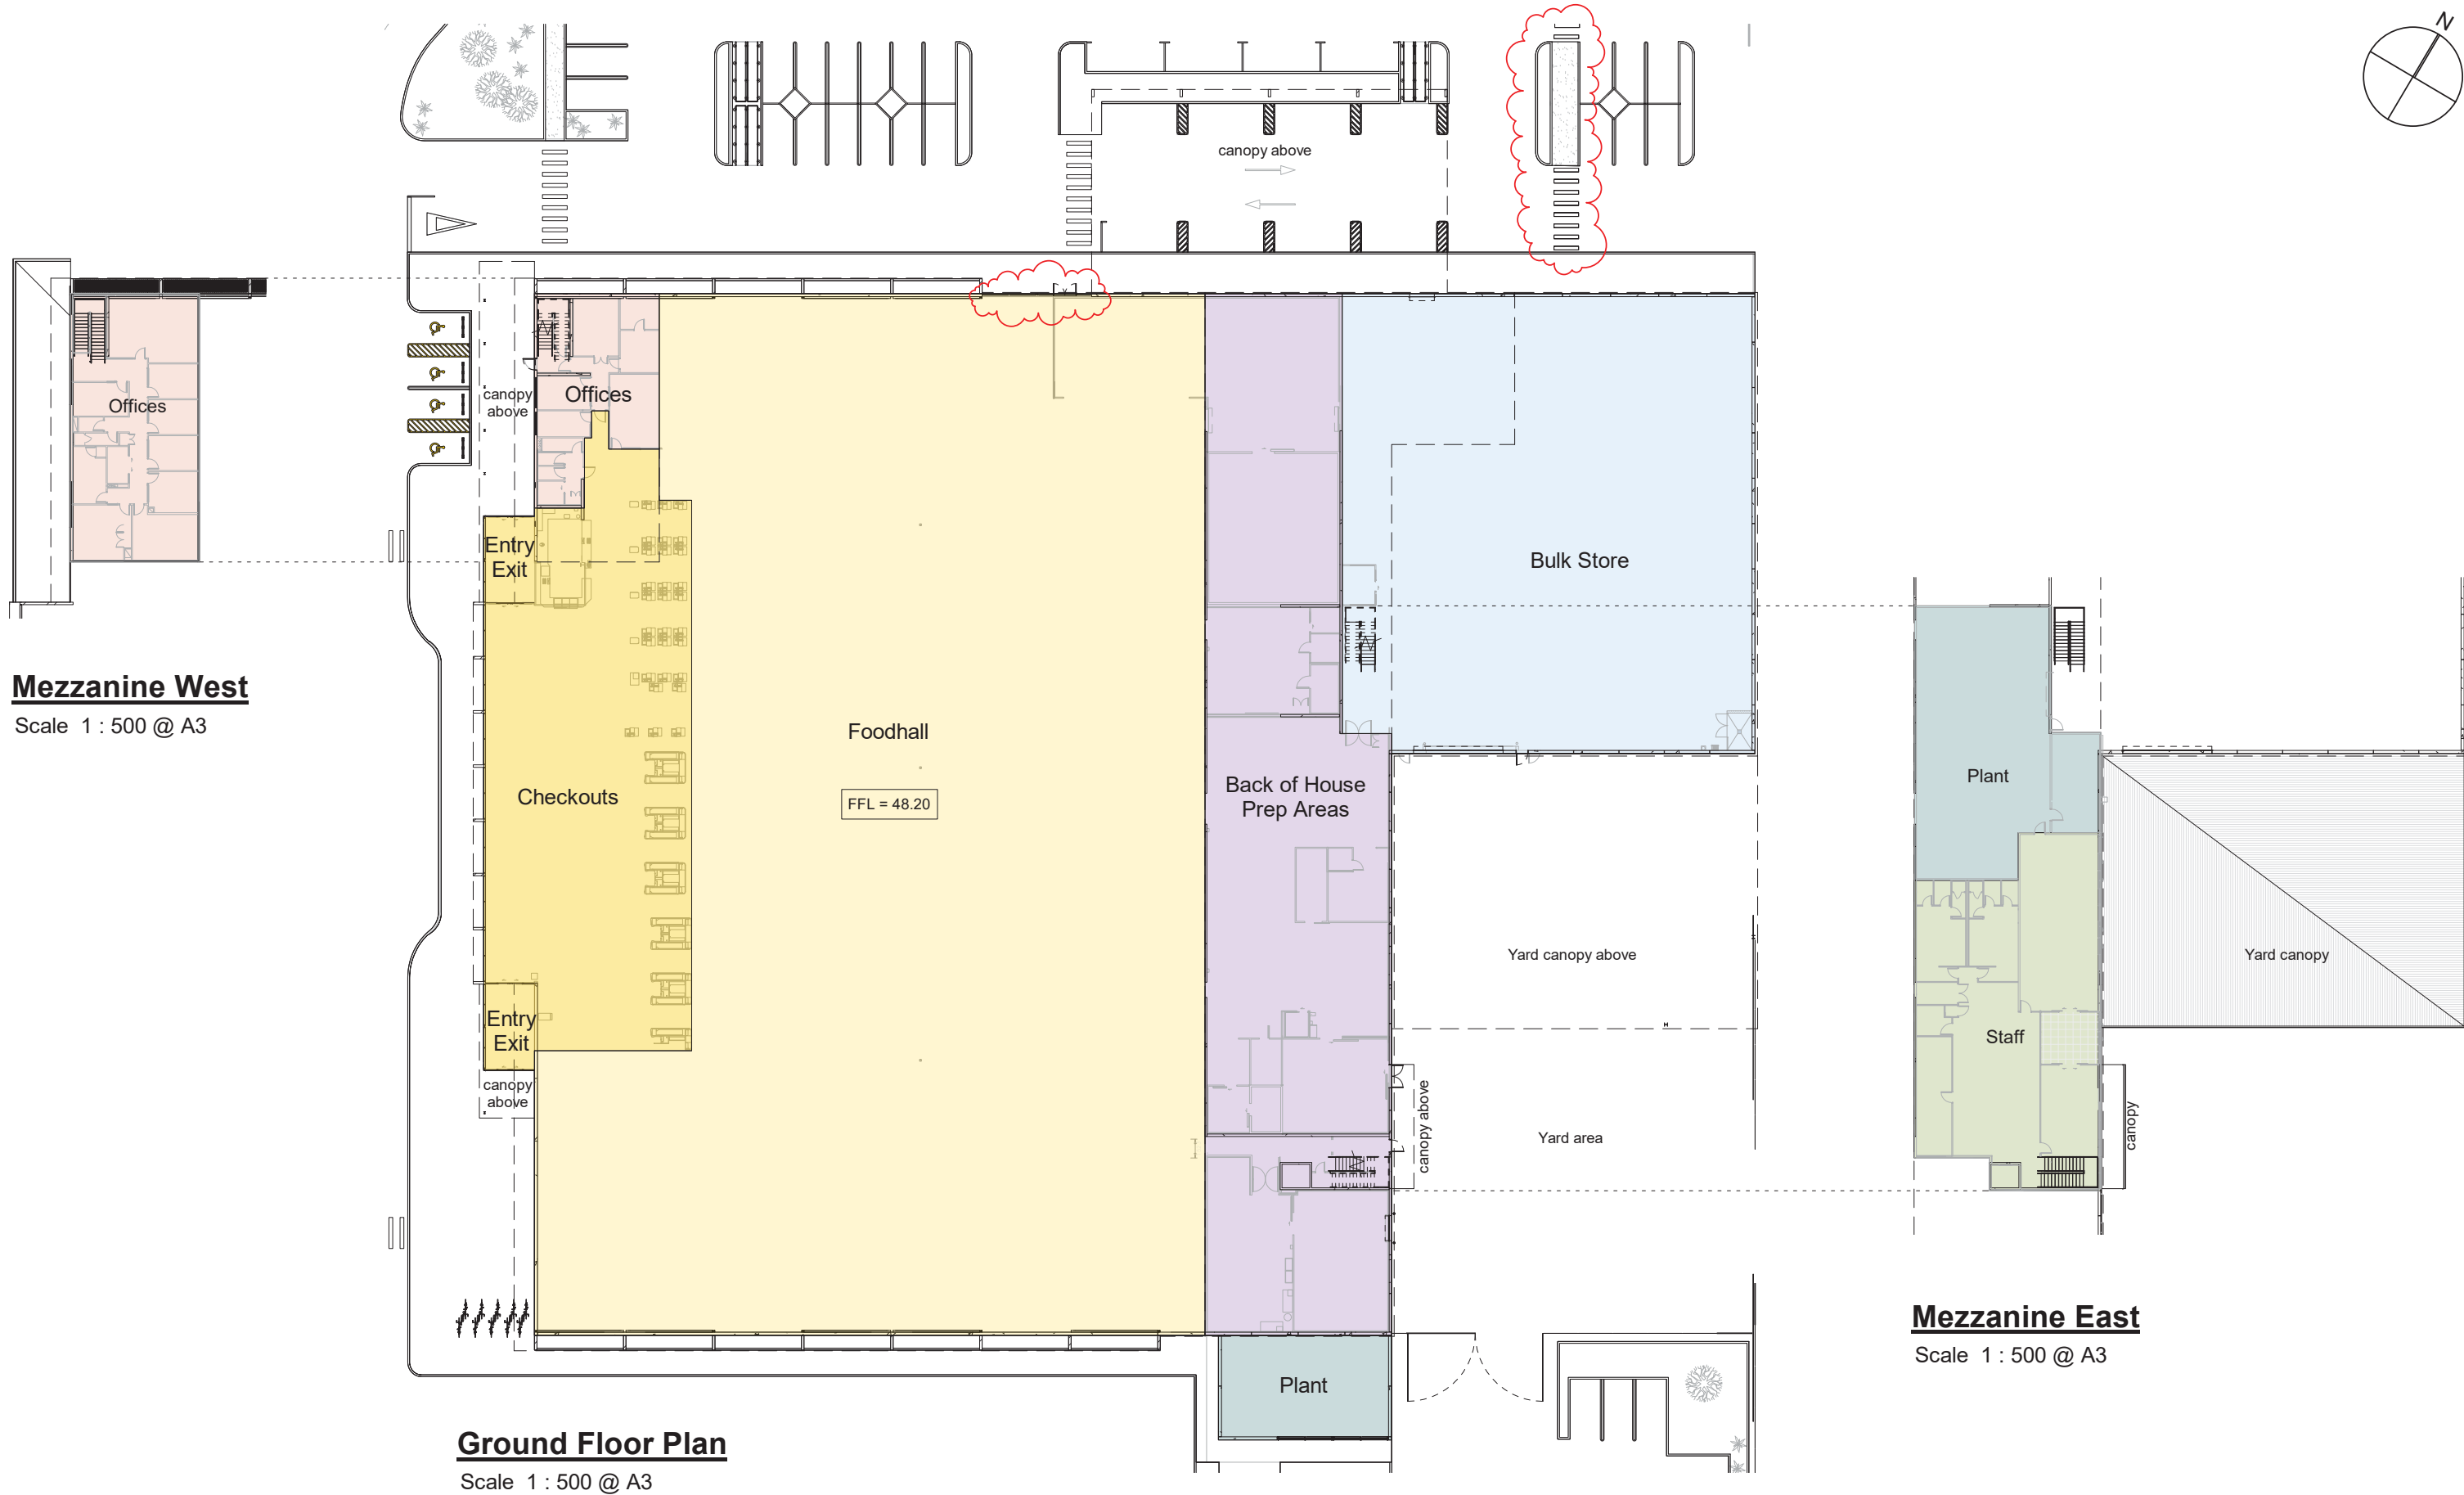 N
canopy above
canopy
above
Offices
Offices
Entry
Exit
Bulk Store
Mezzanine West
Scale 1 : 500 @ A3
Foodhall
FFL = 48.20
Checkouts
Back of House
Prep Areas
Plant
Yard canopy above
Yard canopy
Entry
Exit
Staff
canopy
above
canopy above
Yard area
canopy
Mezzanine East
Scale 1 : 500 @ A3
Plant
Ground Floor Plan
Scale 1 : 500 @ A3